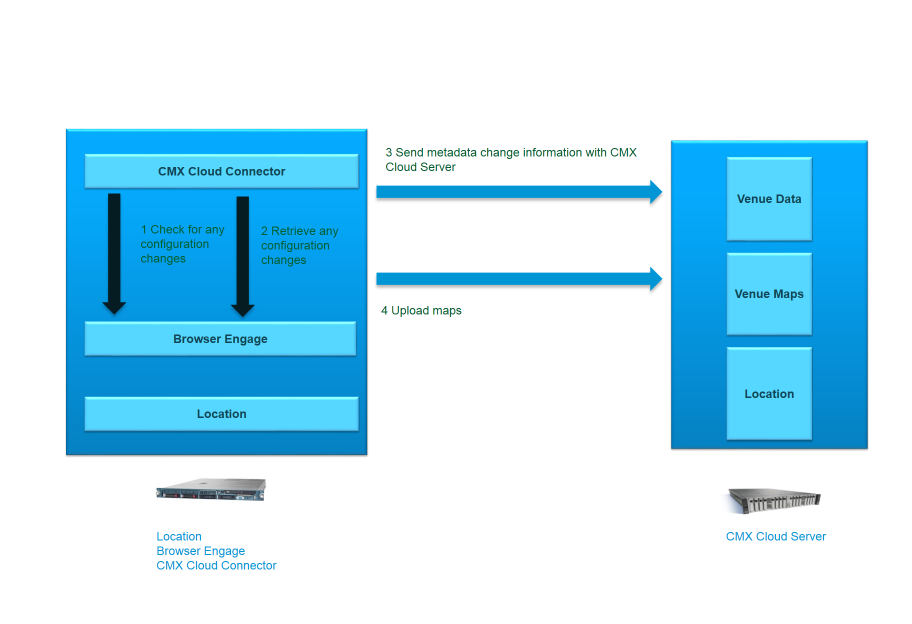 3 Send metadata change information with CMX
Cloud Server
CMX Cloud Connector
1 Check for any
configuration
changes
2 Retrieve any
configuration
changes
4 Upload maps
Browser Engage
Location
Venue Data
Venue Maps
Location
Location
Browser Engage
CMX Cloud Connector
CMX Cloud Server